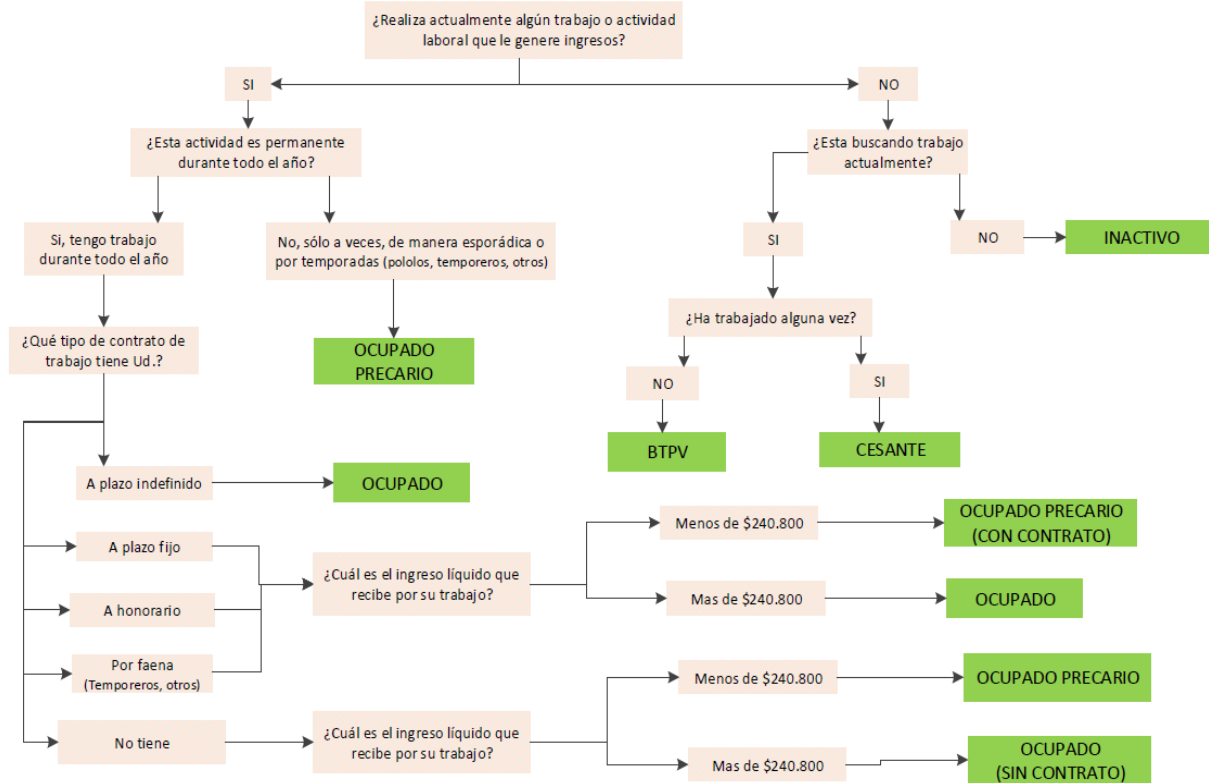 ¿Realiza actualmente algún trabajo o actividad
laboral que le genere ingresos?
SI
NO
¿Esta actividad es permanente
durante todo el año?
¿Esta buscando trabajo
actualmente?
Si, tengo trabajo
durante todo el año
No, sólo a veces, de manera esporádica o
por temporadas (pololos, temporeros, otros)
SI
NO
INACTIVO
¿Qué tipo de contrato de
trabajo tiene Ud.?
OCUPADO
PRECARIO
¿Ha trabajado alguna vez?
NO
SI
BTPV
CESANTE
A plazo indefinido
OCUPADO
A plazo fijo
A honorario
Por faena
(Temporeros, otros)
¿Cuál es el ingreso líquido que
recibe por su trabajo?
Menos de $240.800
OCUPADO PRECARIO
(CON CONTRATO)
Mas de $240.800
OCUPADO
No tiene
¿Cuál es el ingreso líquido que
recibe por su trabajo?
Menos de $240.800
OCUPADO PRECARIO
Mas de $240.800
OCUPADO
(SIN CONTRATO)